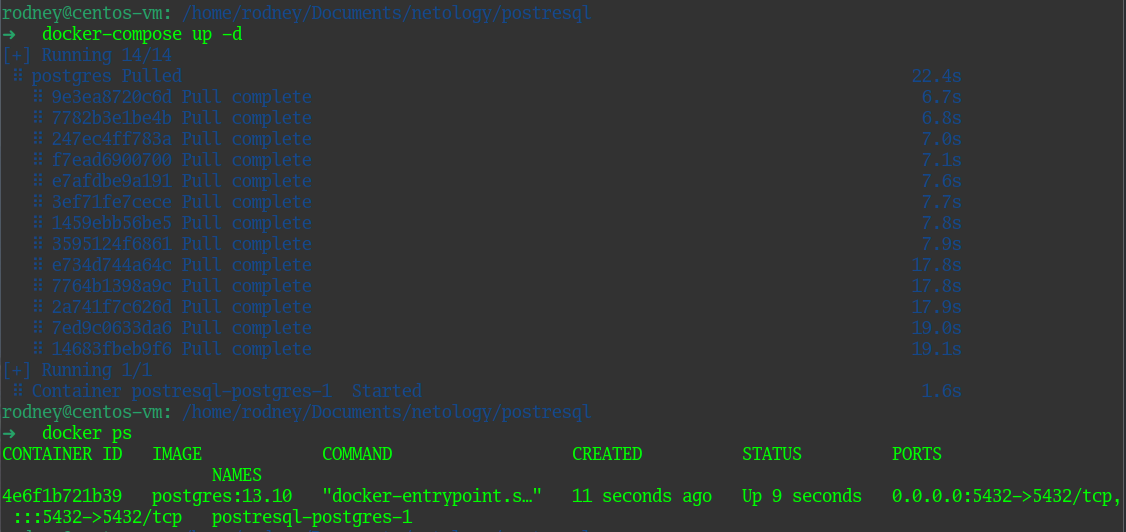 rodney@centos-vm: /home/rodney/Documents/netology/postresql
➜ docker-compose up -d
[+] Running 14/14
⠿ postgres Pulled 22.4s
⠿ 9e3ea8720c6d Pull complete 6.7s
⠿ 7782b3e1be4b Pull complete 6.8s
⠿ 247ec4ff783a Pull complete 7.0s
⠿ f7ead6900700 Pull complete 7.1s
⠿ e7afdbe9a191 Pull complete 7.6s
⠿ 3ef71fe7cece Pull complete 7.7s
⠿ 1459ebb56be5 Pull complete 7.8s
⠿ 3595124f6861 Pull complete 7.9s
⠿ e734d744a64c Pull complete 17.8s
⠿ 7764b1398a9c Pull complete 17.8s
⠿ 2a741f7c626d Pull complete 17.9s
⠿ 7ed9c0633da6 Pull complete 19.0s
⠿ 14683fbeb9f6 Pull complete 19.1s
[+] Running 1/1
⠿ Container postresql-postgres-1 Started 1.6s
rodney@centos-vm: /home/rodney/Documents/netology/postresql
➜ docker ps
CONTAINER ID IMAGE COMMAND CREATED STATUS PORTS
NAMES
4e6f1b721b39 postgres:13.10 "docker-entrypoint.s…" 11 seconds ago Up 9 seconds 0.0.0.0:5432->5432/tcp,
:::5432->5432/tcp postresql-postgres-1